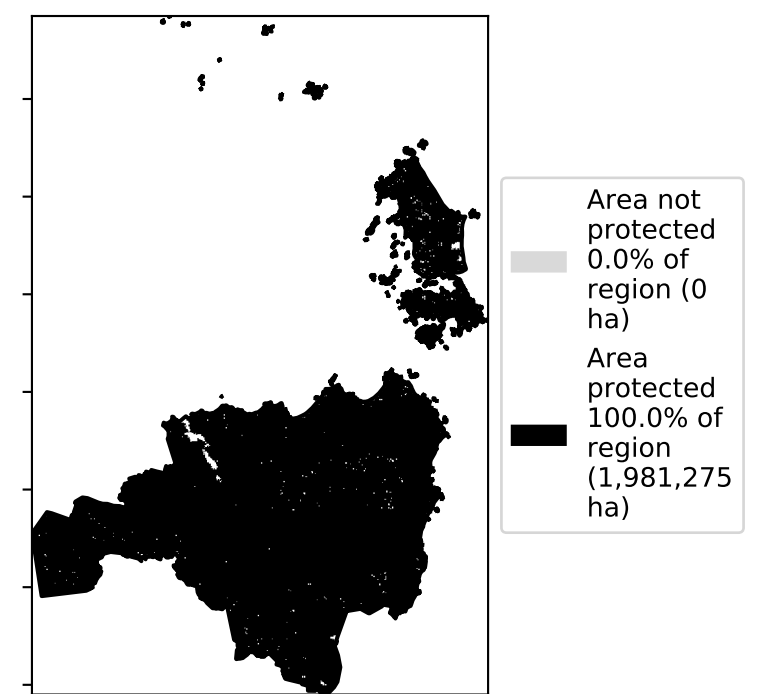 Area not
protected
0.0% of
region (0
ha)
Area
protected
100.0% of
region
(1,981,275
ha)